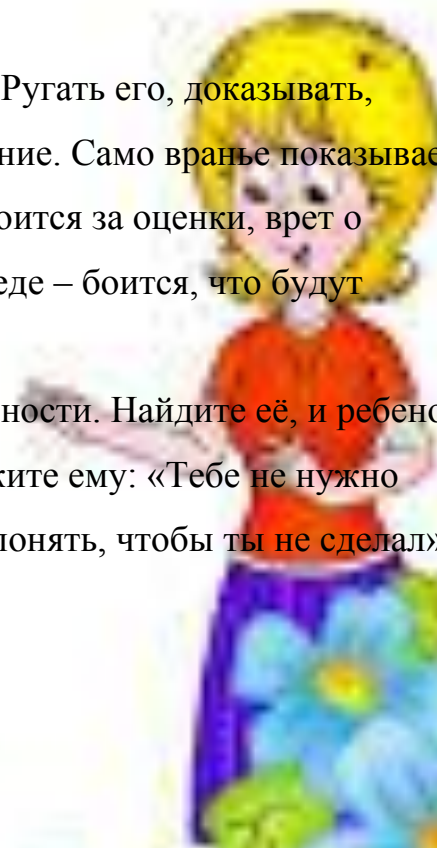 Ругать его, доказывать,
ние. Само вранье показывае
оится за оценки, врет о
еде – боится, что будут
ности. Найдите её, и ребено
жите ему: «Тебе не нужно
понять, чтобы ты не сделал»